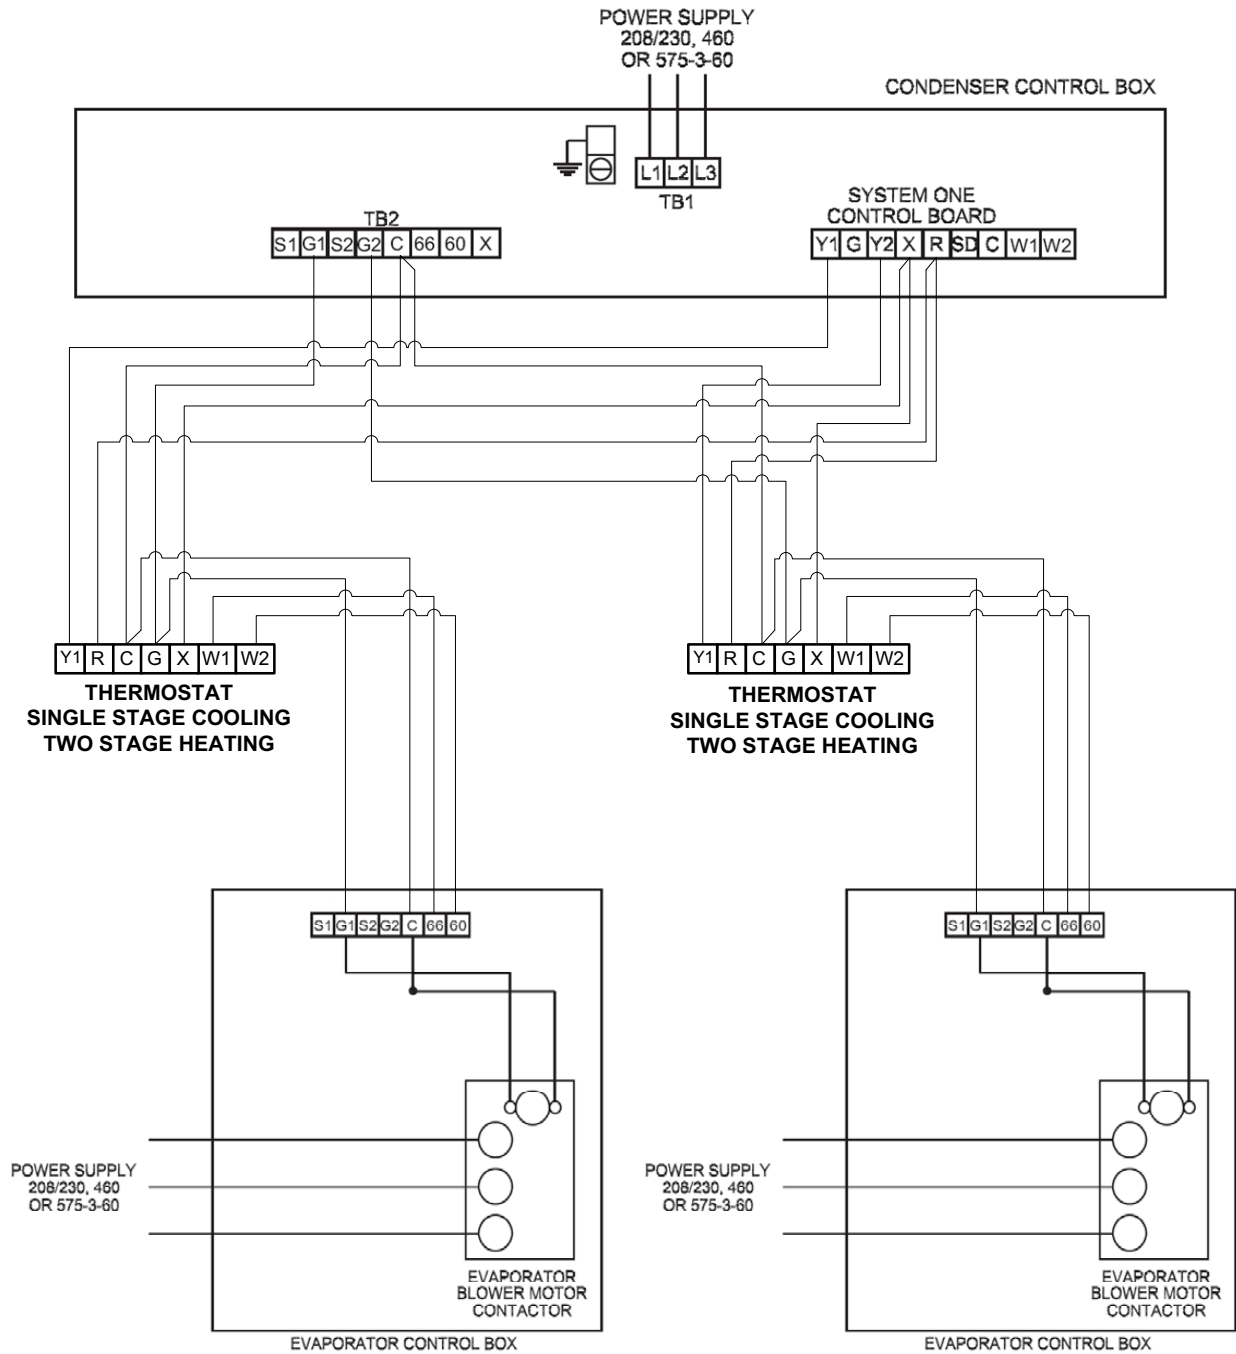 POWER SUPPLY
208/230, 460
OR 575-3-60
CONDENSER CONTROL BOX
L1 L2 L3
TB1
SYSTEM ONE
CONTROL BOARD
TB2
S1 G1 S2 G2 C 66 60 X
Y1 G Y2 X R SD C W1 W2
Y1 R C G X W1 W2
THERMOSTAT
SINGLE STAGE COOLING
TWO STAGE HEATING
Y1 R C G X W1 W2
THERMOSTAT
SINGLE STAGE COOLING
TWO STAGE HEATING
S1 G1 S2 G2 C 66 60
POWER SUPPLY
208/230, 460
OR 575-3-60
EVAPORATOR
BLOWER MOTOR
CONTACTOR
EVAPORATOR CONTROL BOX
S1 G1 S2 G2 C 66 60
POWER SUPPLY
208/230, 460
OR 575-3-60
EVAPORATOR
BLOWER MOTOR
CONTACTOR
EVAPORATOR CONTROL BOX